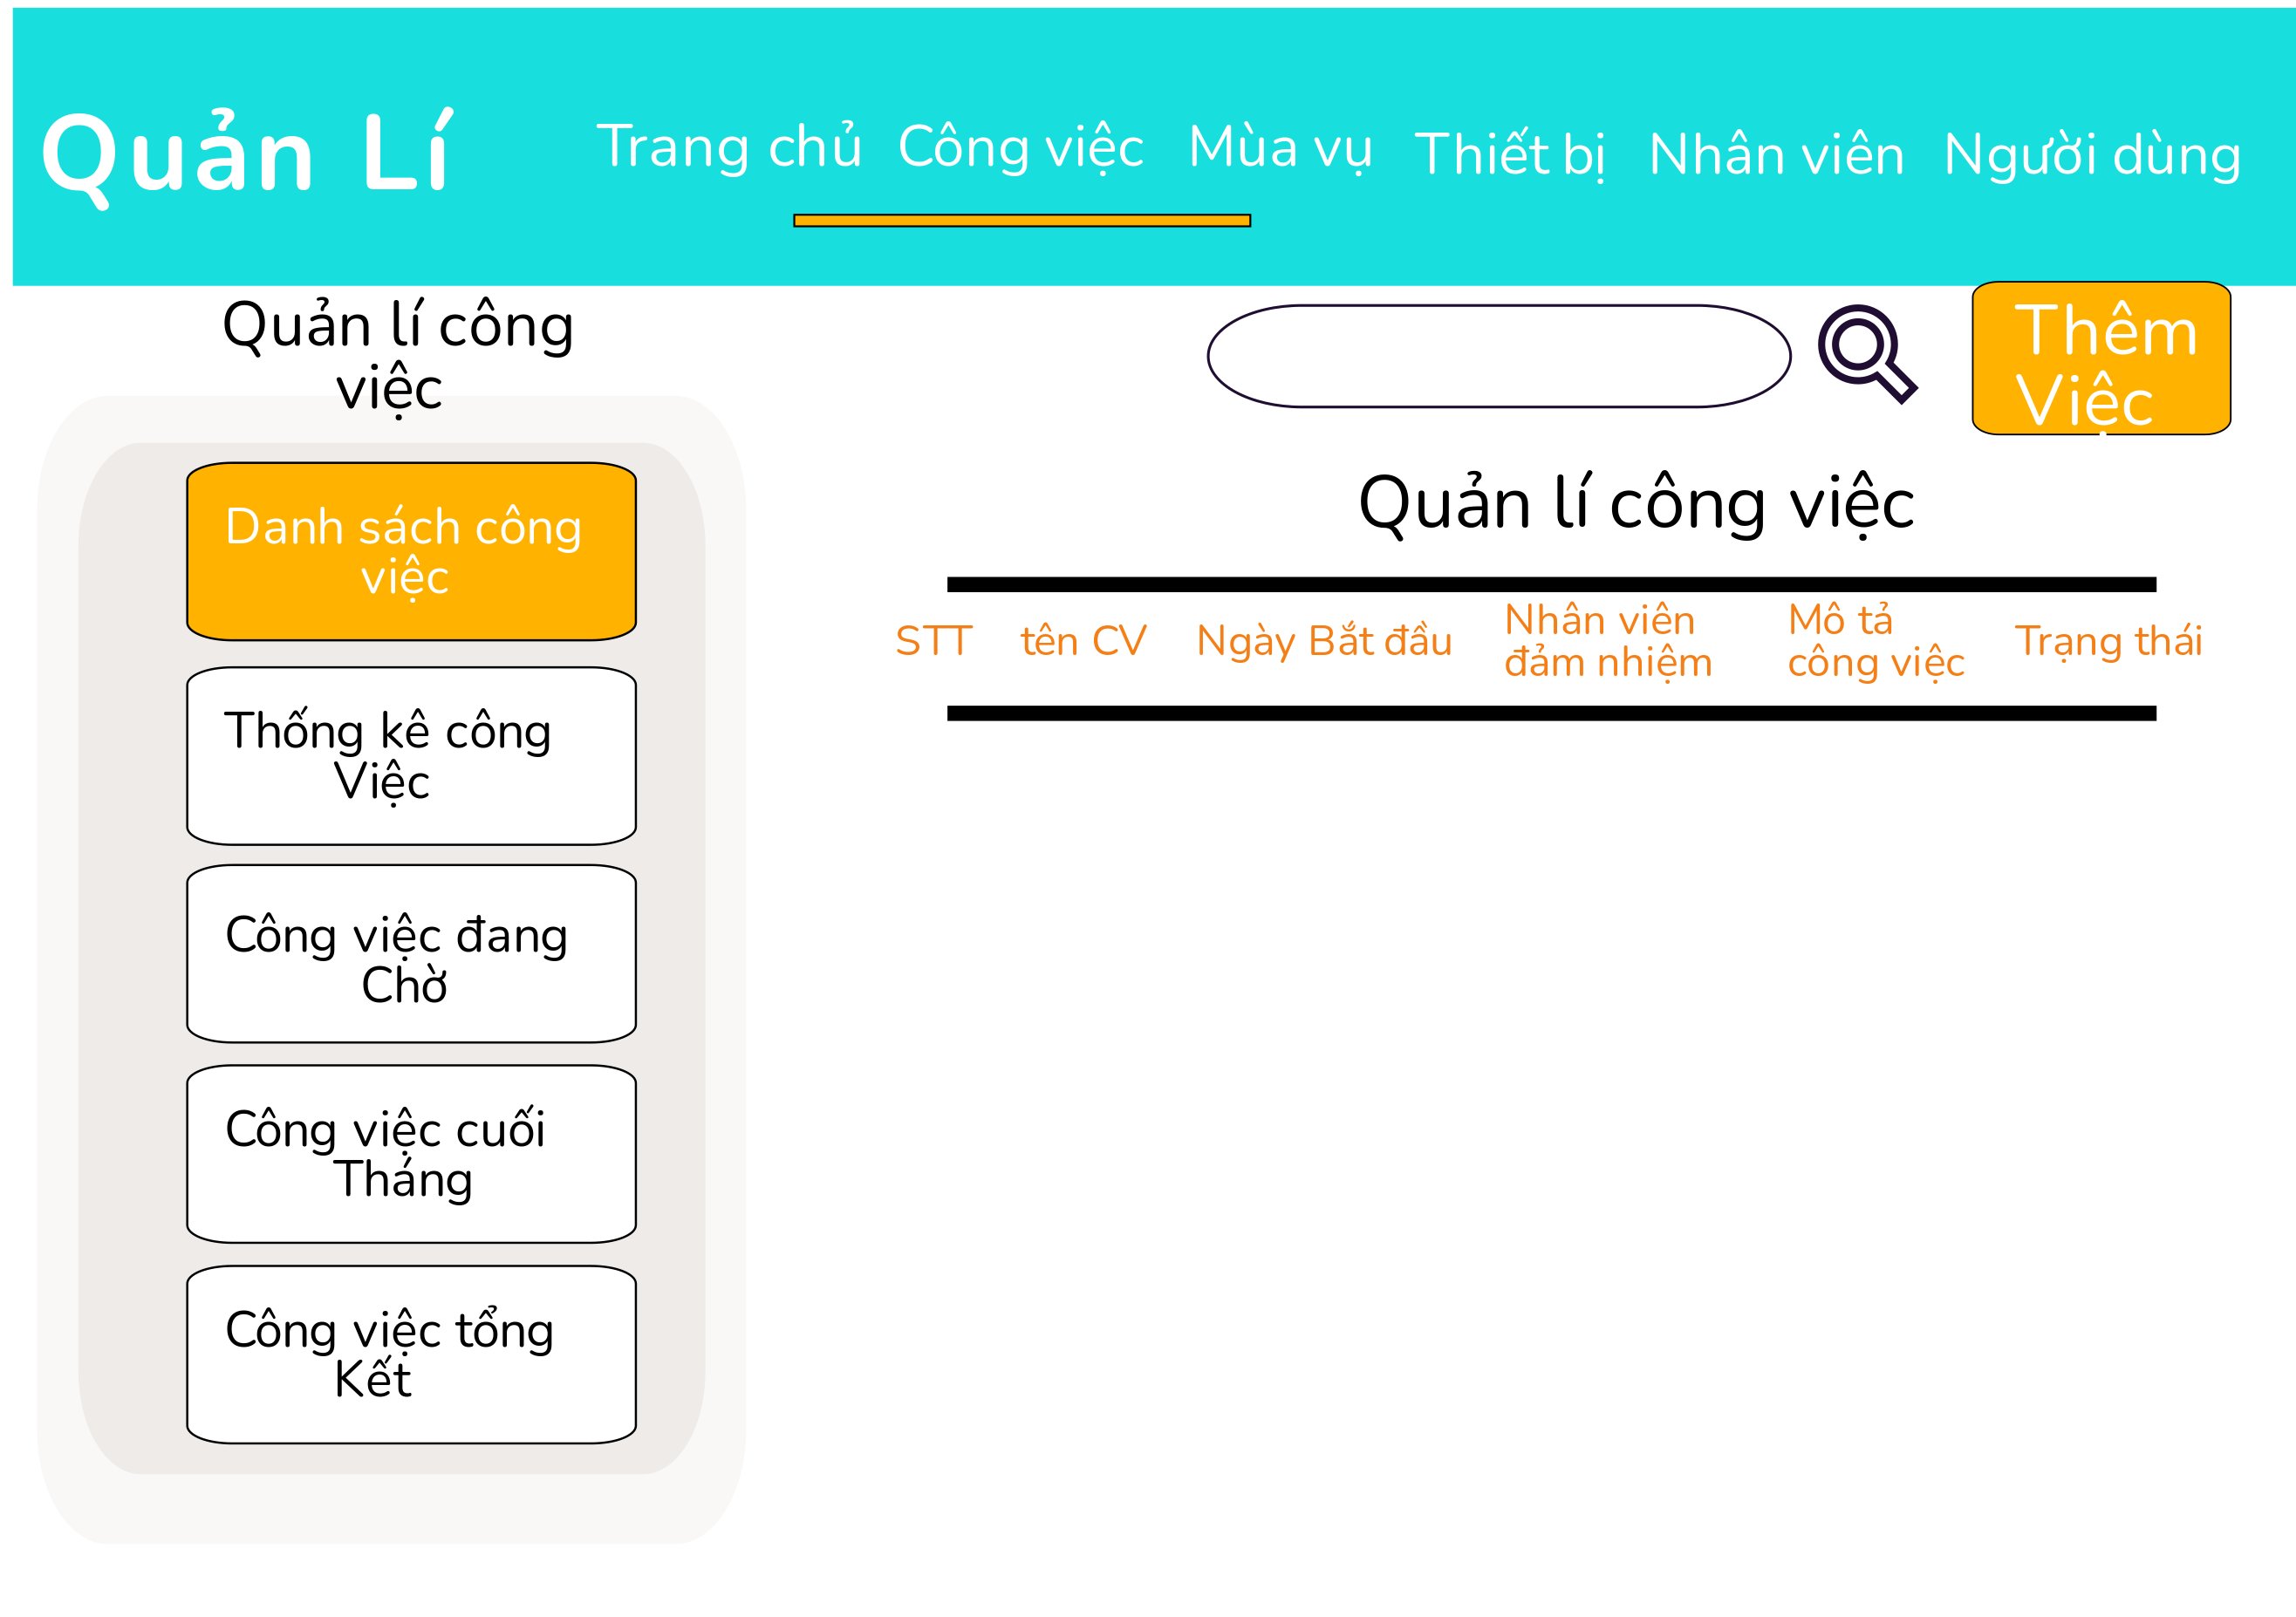 Quản Lí
Trang chủ
Công việc
Mùa vụ
Thiết bị
Nhân viên
Người dùng
Quản lí công
việc
Thêm
Việc
Danh sách công
việc
Thống kê công
Việc
Công việc đang
Chờ
Công việc cuối
Tháng
Công việc tổng
Kết
Quản lí công việc
STT
tên CV
Ngày Bắt đầu
Nhân viên
đảm nhiệm
Mô tả
công việc
Trạng thái